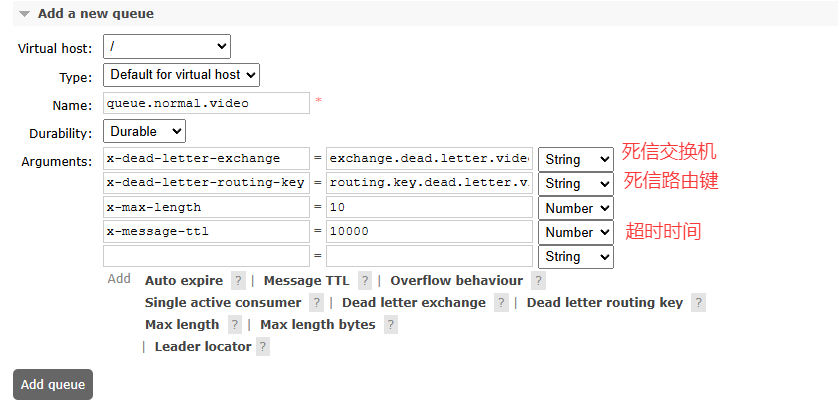 Add a new queue
Virtual host: /
Type: Default for virtual host
Name: queue.normal.video *
Durability: Durable
Arguments: x-dead-letter-exchange = exchange.dead.letter.vide String 死信交换机
x-dead-letter-routing-key = routing.key.dead.letter.v String 死信路由键
x-max-length = 10 Number
x-message-ttl = 10000 Number 超时时间
= String
Add Auto expire ? | Message TTL ? | Overflow behaviour ?
Single active consumer ? | Dead letter exchange ? | Dead letter routing key ?
Max length ? | Max length bytes ?
| Leader locator ?
Add queue